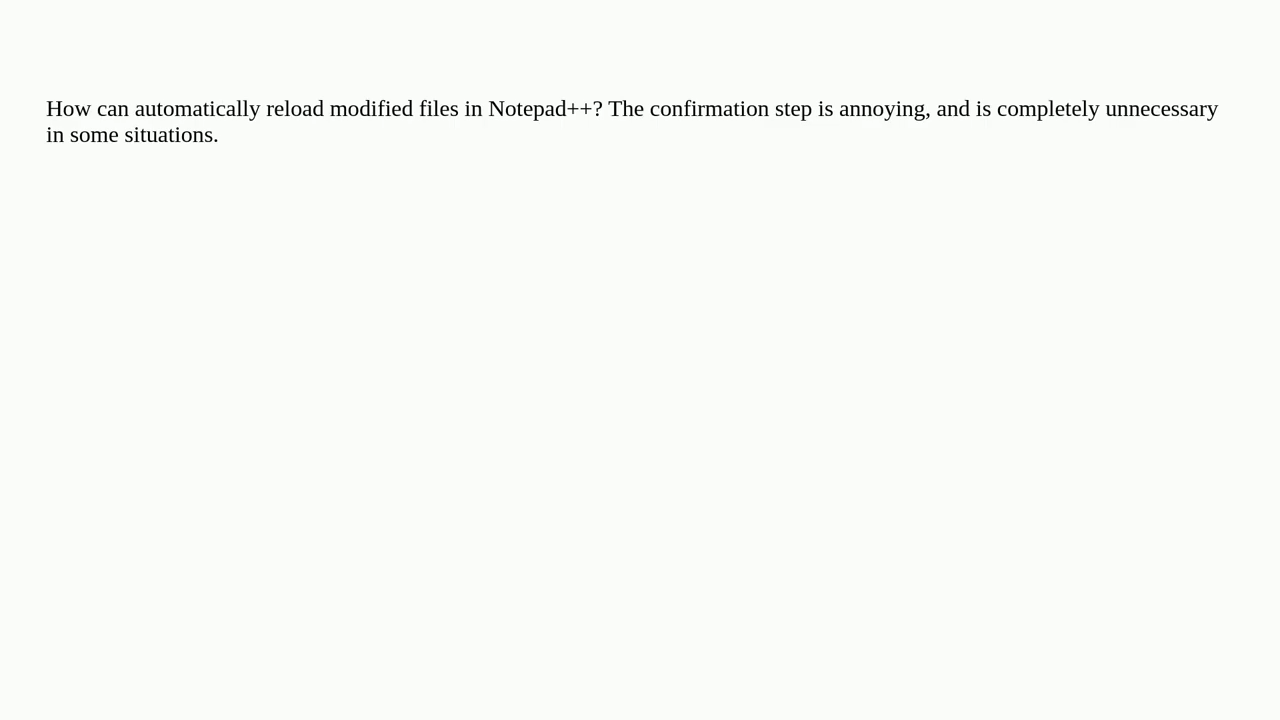 How can automatically reload modified files in Notepad++? The confirmation step is annoying, and is completely unnecessary
in some situations.